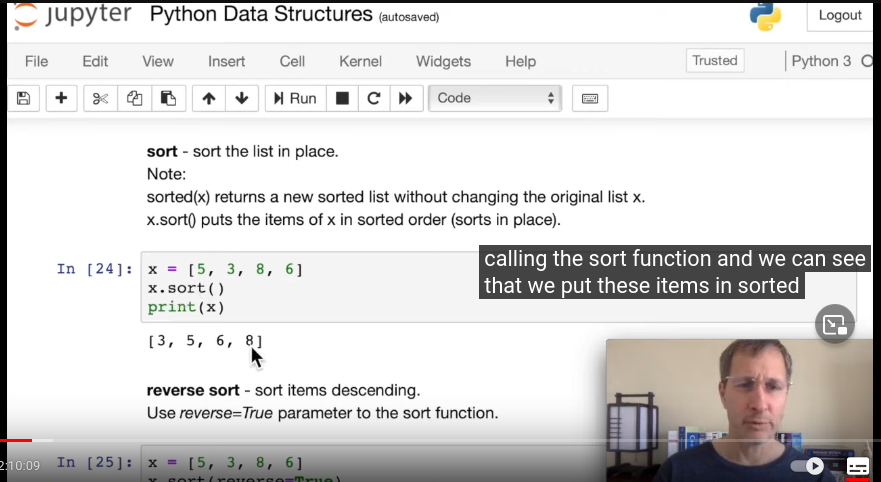 jupyter Python Data Structures (autosaved)
Logout
File Edit View Insert Cell Kernel Widgets Help
Trusted
Python 3
Run
Code
sort - sort the list in place.
Note:
sorted(x) returns a new sorted list without changing the original list x.
x.sort() puts the items of x in sorted order (sorts in place).
In [24]: x = [5, 3, 8, 6]
x.sort()
print(x)
calling the sort function and we can see
that we put these items in sorted
[3, 5, 6, 8]
reverse sort - sort items descending.
Use reverse=True parameter to the sort function.
In [25]: x = [5, 3, 8, 6]
x.sort(reverse=True)
2:10:09